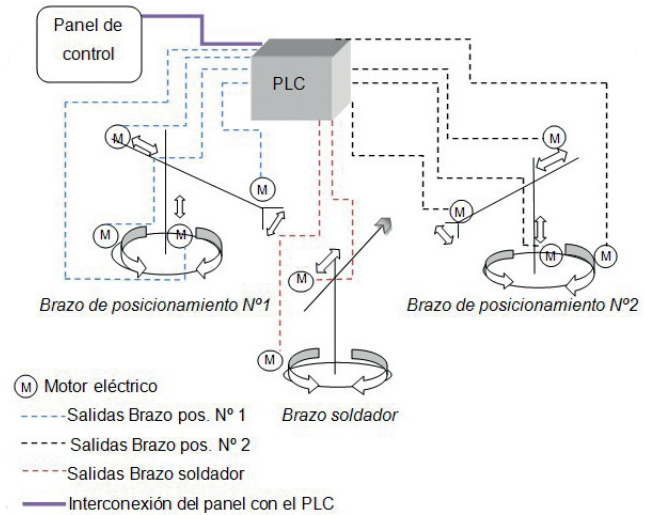 Panel de
control
PLC
M
M
M
M
M
M
M
M
M
M
Brazo de posicionamiento Nº1
Brazo de posicionamiento Nº2
Brazo soldador
M Motor eléctrico
Salidas Brazo pos. Nº 1
Salidas Brazo pos. Nº 2
Salidas Brazo soldador
Interconexión del panel con el PLC